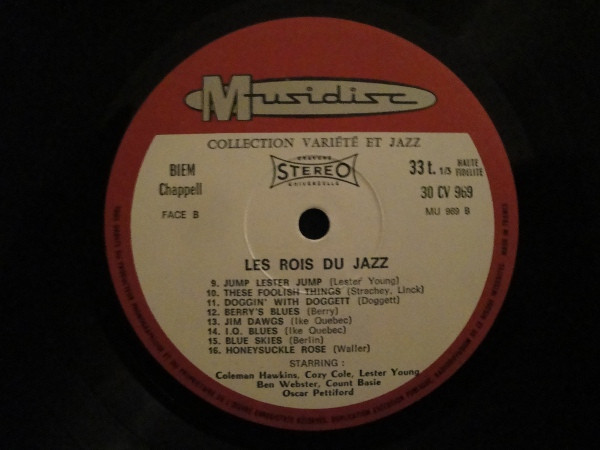 Musidisc
COLLECTION VARIÉTÉ ET JAZZ
BIEM
Chappell
FACE B
GRAVURE
STEREO
UNIVERSELLE
33 t. 1/3 HAUTE FIDELITE
30 CV 969
MU 969 B
LES ROIS DU JAZZ
9. JUMP LESTER JUMP (Lester Young)
10. THESE FOOLISH THINGS (Strachey, Linck)
11. DOGGIN' WITH DOGGETT (Doggett)
12. BERRY'S BLUES (Berry)
13. JIM DAWGS (Ike Quebec)
14. I.Q. BLUES (Ike Quebec)
15. BLUE SKIES (Berlin)
16. HONEYSUCKLE ROSE (Waller)
STARRING :
Coleman Hawkins, Cozy Cole, Lester Young
Ben Webster, Count Basie
Oscar Pettiford